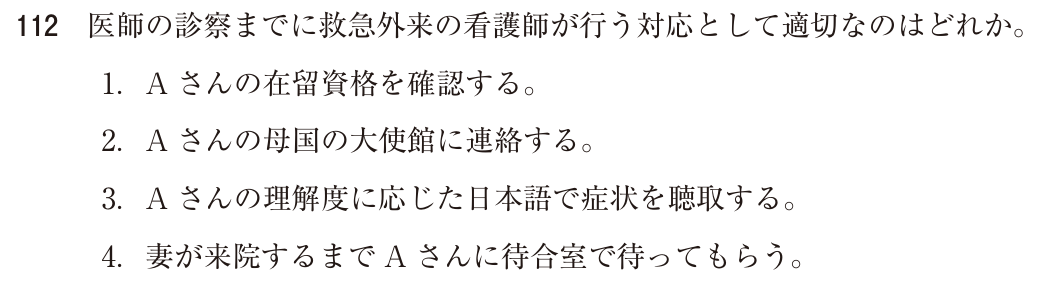 112 医師の診察までに救急外来の看護師が行う対応として適切なのはどれか。
1. A さんの在留資格を確認する。
2. A さんの母国の大使館に連絡する。
3. A さんの理解度に応じた日本語で症状を聴取する。
4. 妻が来院するまで A さんに待合室で待ってもらう。